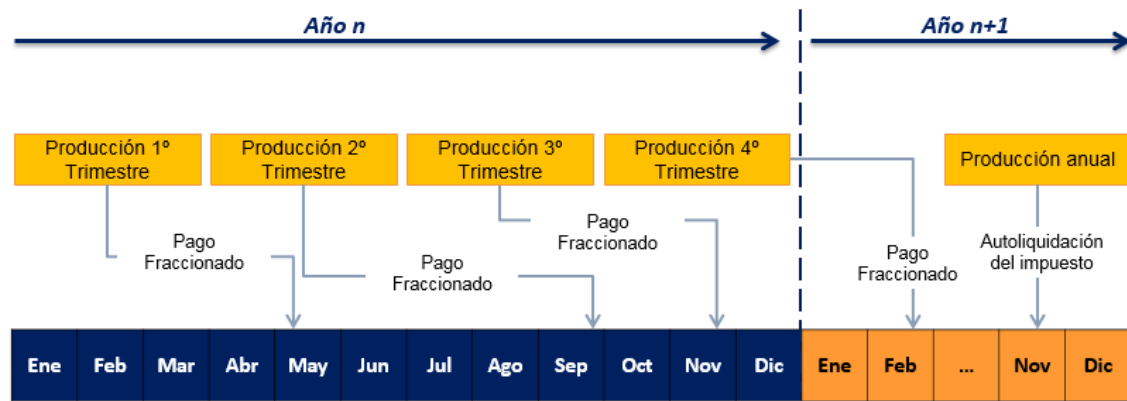 Año n
Año n+1
Producción 1º
Trimestre
Producción 2º
Trimestre
Producción 3º
Trimestre
Producción 4º
Trimestre
Producción anual
Pago
Fraccionado
Pago
Fraccionado
Pago
Fraccionado
Pago
Fraccionado
Autoliquidación
del impuesto
Ene Feb Mar Abr May Jun Jul Ago Sep Oct Nov Dic Ene Feb ... Nov Dic